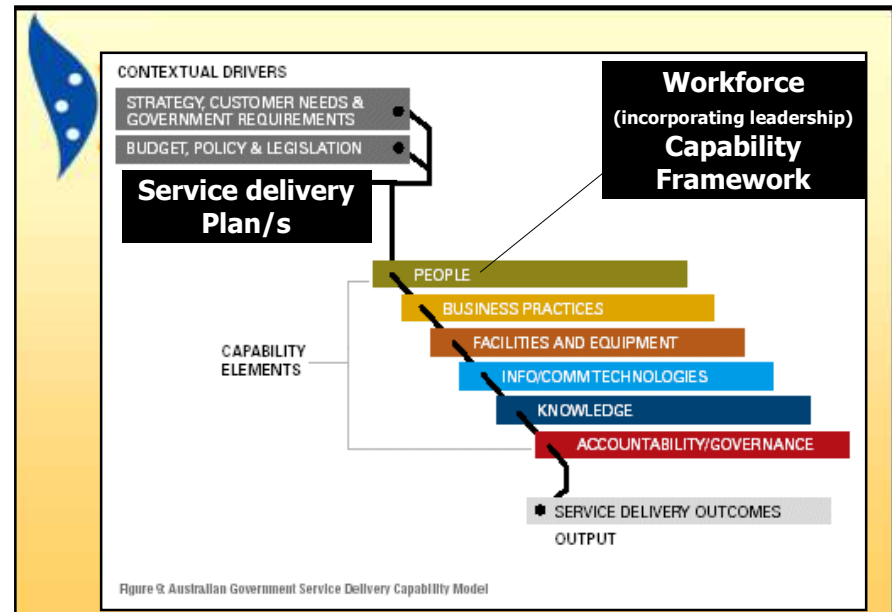 CONTEXTUAL DRIVERS
STRATEGY, CUSTOMER NEEDS &
GOVERNMENT REQUIREMENTS
BUDGET, POLICY & LEGISLATION
Workforce
(incorporating leadership)
Capability
Framework
Service delivery
Plan/s
PEOPLE
BUSINESS PRACTICES
FACILITIES AND EQUIPMENT
CAPABILITY
ELEMENTS
INFO/COMM TECHNOLOGIES
KNOWLEDGE
ACCOUNTABILITY/GOVERNANCE
SERVICE DELIVERY OUTCOMES
OUTPUT
Figure 9: Australian Government Service Delivery Capability Model